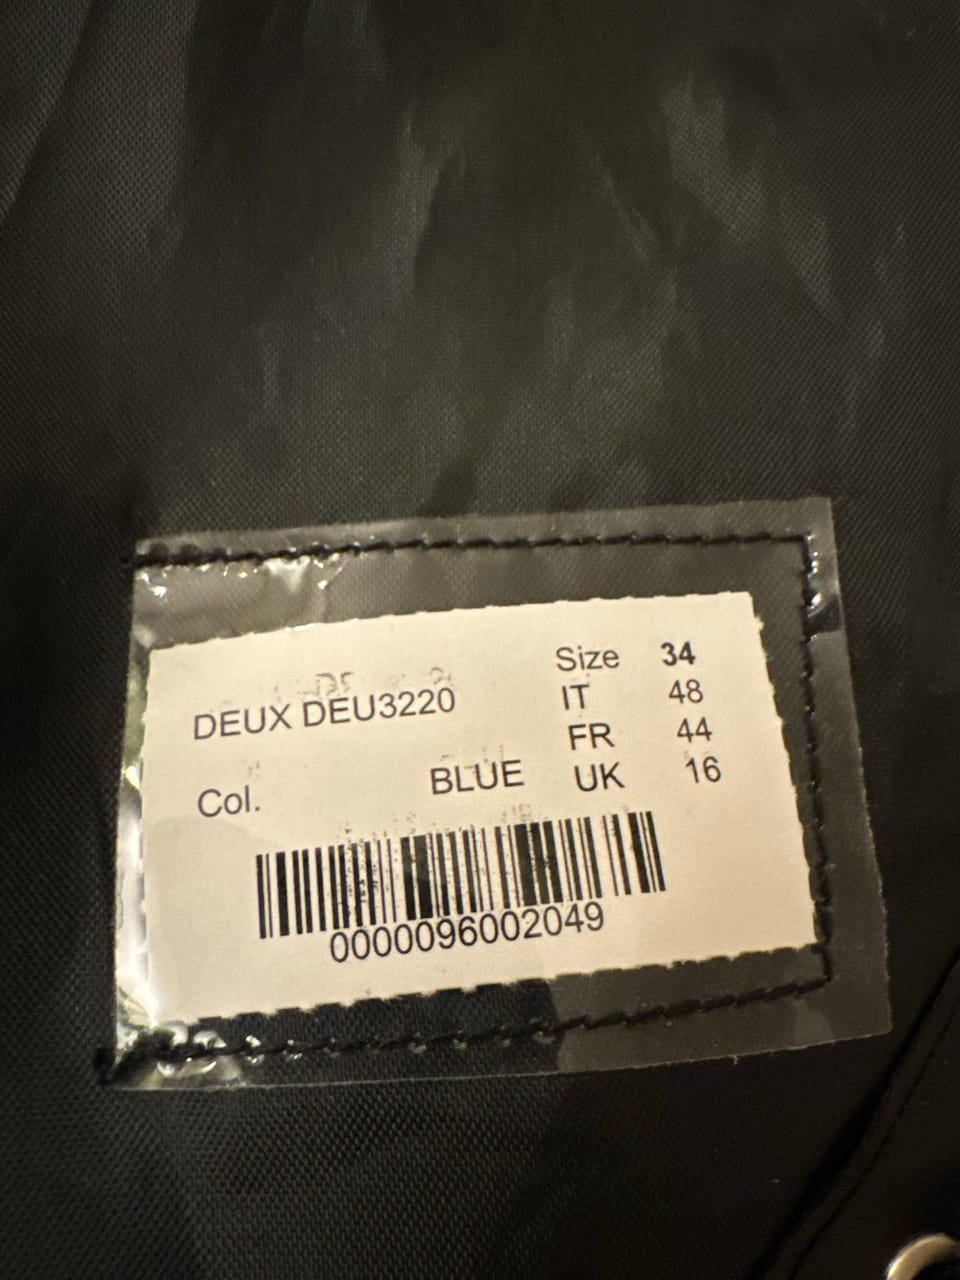 DEUX DEU3220
Col. BLUE
Size 34
IT 48
FR 44
UK 16
0000096002049